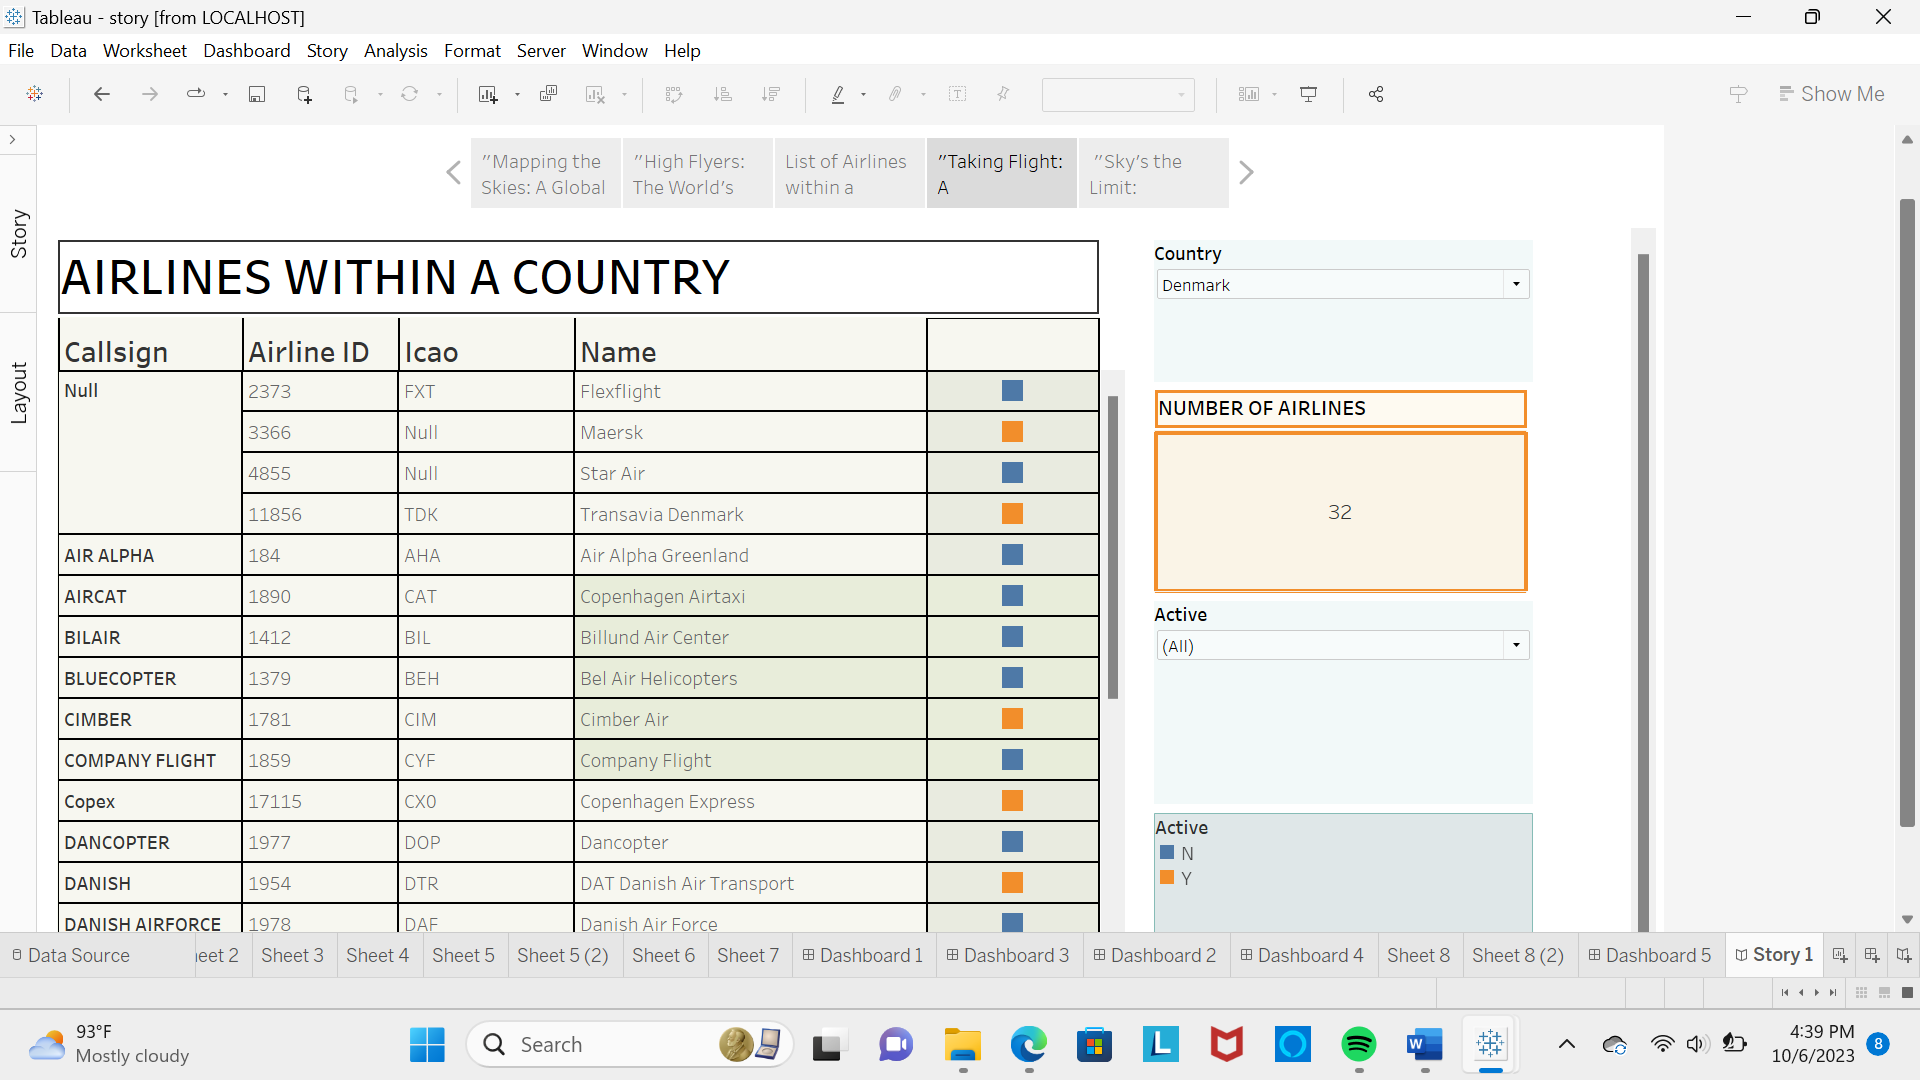 Tableau - story [from LOCALHOST]
File Data Worksheet Dashboard Story Analysis Format Server Window Help
Show Me
Story
Layout
"Mapping the
Skies: A Global
"High Flyers:
The World's
List of Airlines
within a
"Taking Flight:
A
"Sky's the
Limit:
AIRLINES WITHIN A COUNTRY
Callsign Airline ID Icao Name
Null 2373 FXT Flexflight
3366 Null Maersk
4855 Null Star Air
11856 TDK Transavia Denmark
AIR ALPHA 184 AHA Air Alpha Greenland
AIRCAT 1890 CAT Copenhagen Airtaxi
BILAIR 1412 BIL Billund Air Center
BLUECOPTER 1379 BEH Bel Air Helicopters
CIMBER 1781 CIM Cimber Air
COMPANY FLIGHT 1859 CYF Company Flight
Copex 17115 CX0 Copenhagen Express
DANCOPTER 1977 DOP Dancopter
DANISH 1954 DTR DAT Danish Air Transport
DANISH AIRFORCE 1978 DAF Danish Air Force
Country
Denmark
NUMBER OF AIRLINES
32
Active
(All)
Active
N
Y
Data Source heet 2 Sheet 3 Sheet 4 Sheet 5 Sheet 5 (2) Sheet 6 Sheet 7 Dashboard 1 Dashboard 3 Dashboard 2 Dashboard 4 Sheet 8 Sheet 8 (2) Dashboard 5 Story 1
93°F
Mostly cloudy
Search
L
W
4:39 PM
10/6/2023
8